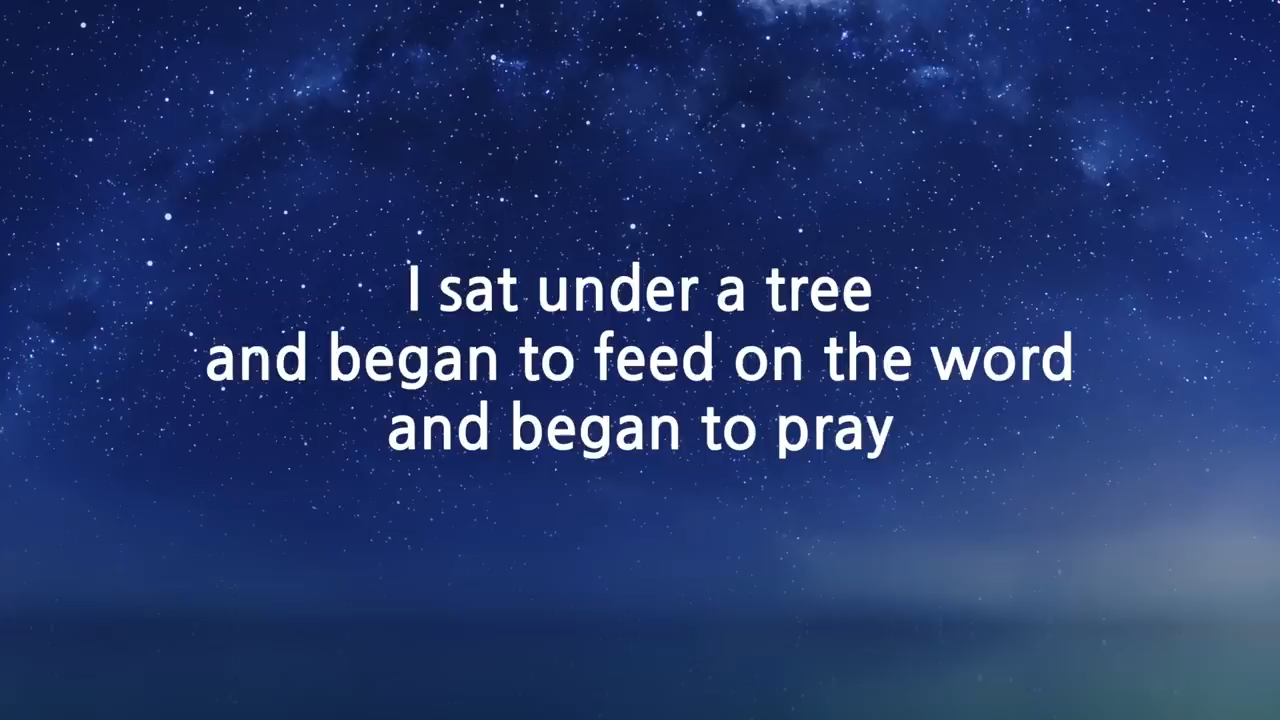 I sat under a tree
and began to feed on the word
and began to pray